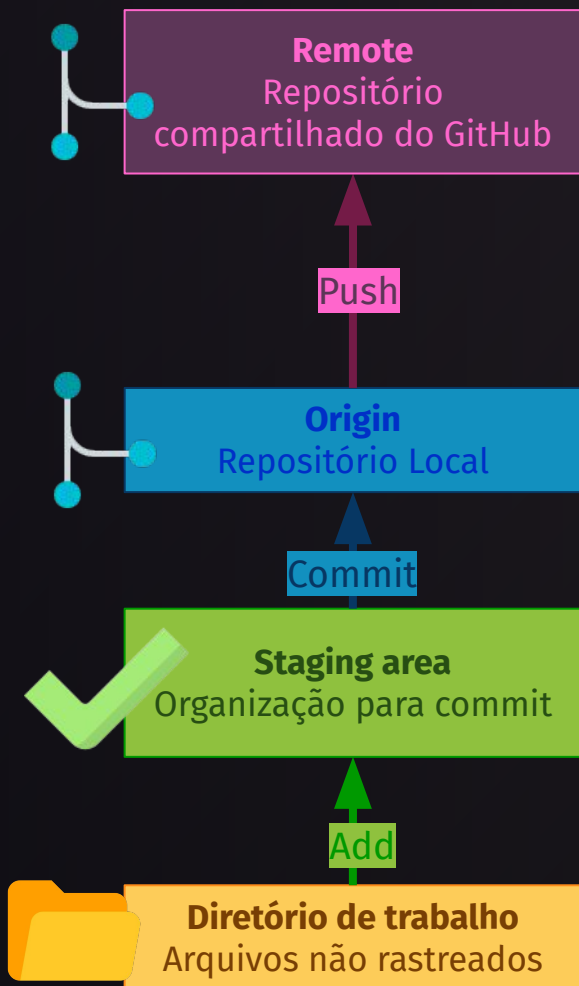 Remote
Repositório
compartilhado do GitHub
Push
Origin
Repositório Local
Commit
Staging area
Organização para commit
Add
Diretório de trabalho
Arquivos não rastreados